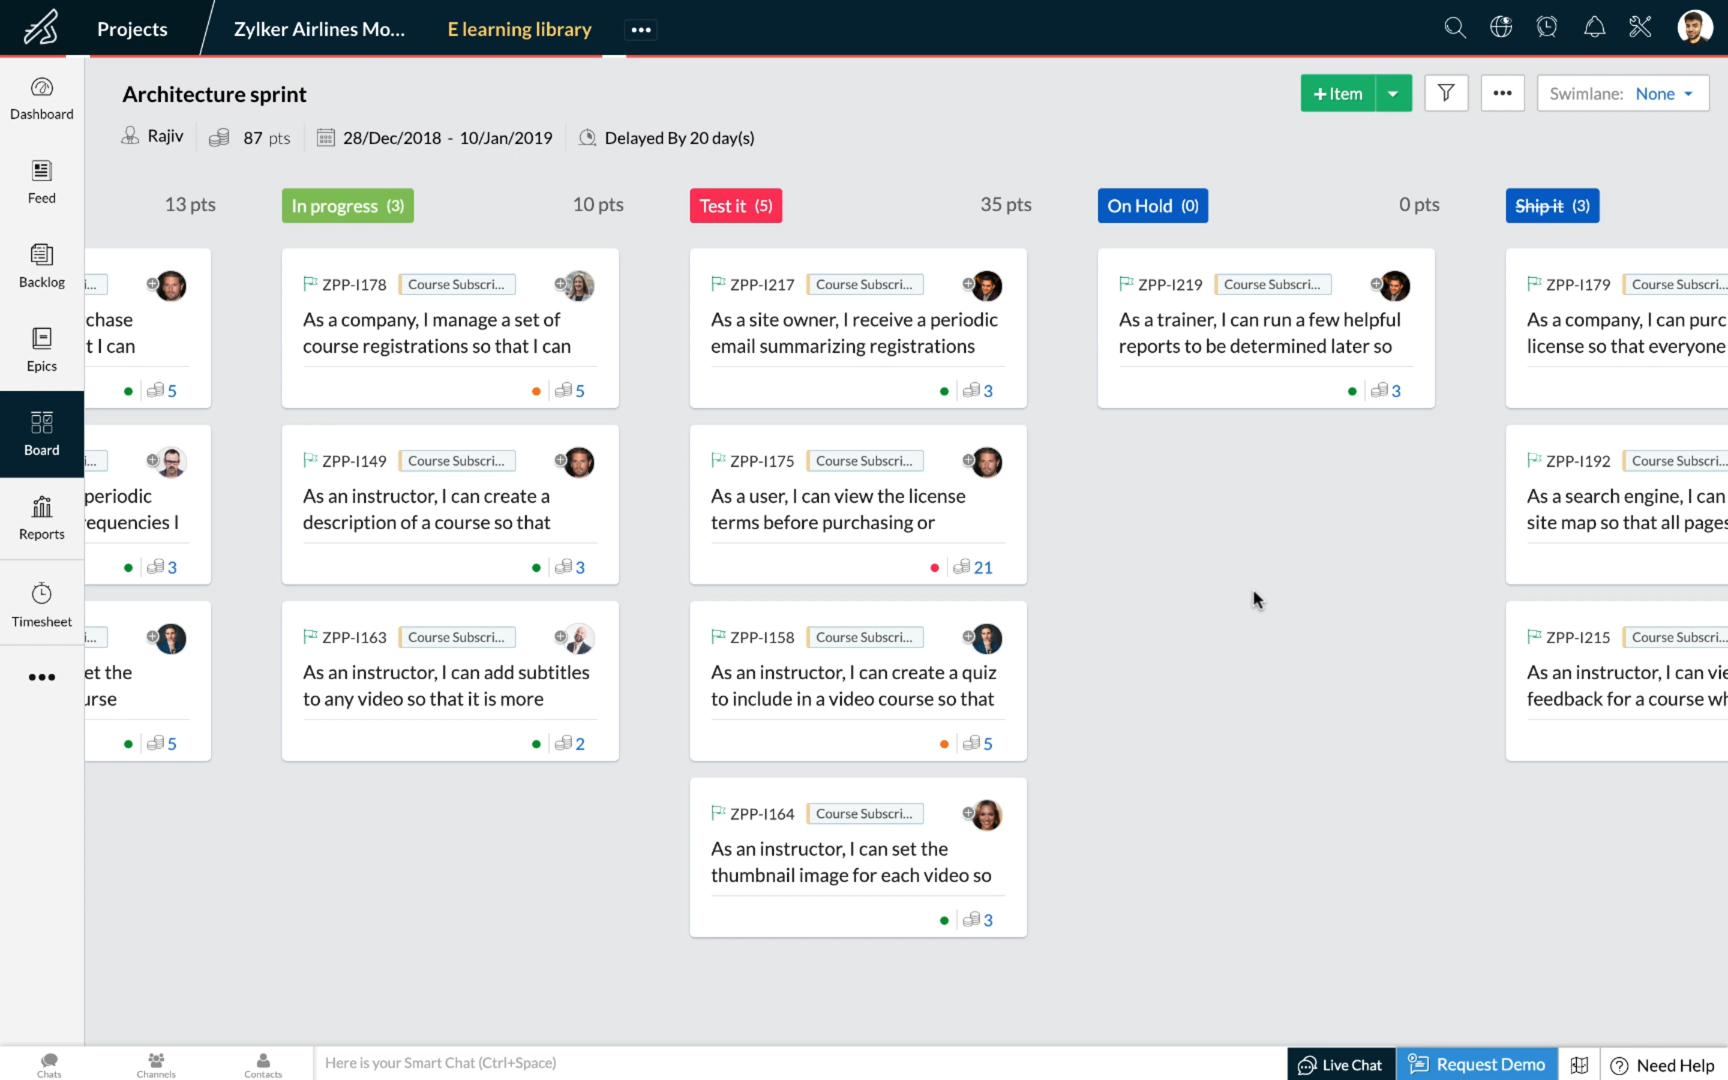 Projects
Zylker Airlines Mo...
E learning library
Dashboard
Feed
Backlog
Epics
Board
Reports
Timesheet
Architecture sprint
Rajiv
87 pts
28/Dec/2018 - 10/Jan/2019
Delayed By 20 day(s)
+ Item
Swimlane: None
13 pts
i...
chase
t I can
5
i...
periodic
equencies I
3
i...
et the
urse
5
In progress (3)
10 pts
ZPP-I178
Course Subscri...
As a company, I manage a set of
course registrations so that I can
5
ZPP-I149
Course Subscri...
As an instructor, I can create a
description of a course so that
3
ZPP-I163
Course Subscri...
As an instructor, I can add subtitles
to any video so that it is more
2
Test it (5)
35 pts
ZPP-I217
Course Subscri...
As a site owner, I receive a periodic
email summarizing registrations
3
ZPP-I175
Course Subscri...
As a user, I can view the license
terms before purchasing or
21
ZPP-I158
Course Subscri...
As an instructor, I can create a quiz
to include in a video course so that
5
ZPP-I164
Course Subscri...
As an instructor, I can set the
thumbnail image for each video so
3
On Hold (0)
0 pts
ZPP-I219
Course Subscri...
As a trainer, I can run a few helpful
reports to be determined later so
3
Ship it (3)
ZPP-I179
Course Subscri...
As a company, I can purc
license so that everyone
ZPP-I192
Course Subscri...
As a search engine, I can
site map so that all pages
ZPP-I215
Course Subscri...
As an instructor, I can vie
feedback for a course wh
Chats
Channels
Contacts
Here is your Smart Chat (Ctrl+Space)
Live Chat
Request Demo
Need Help